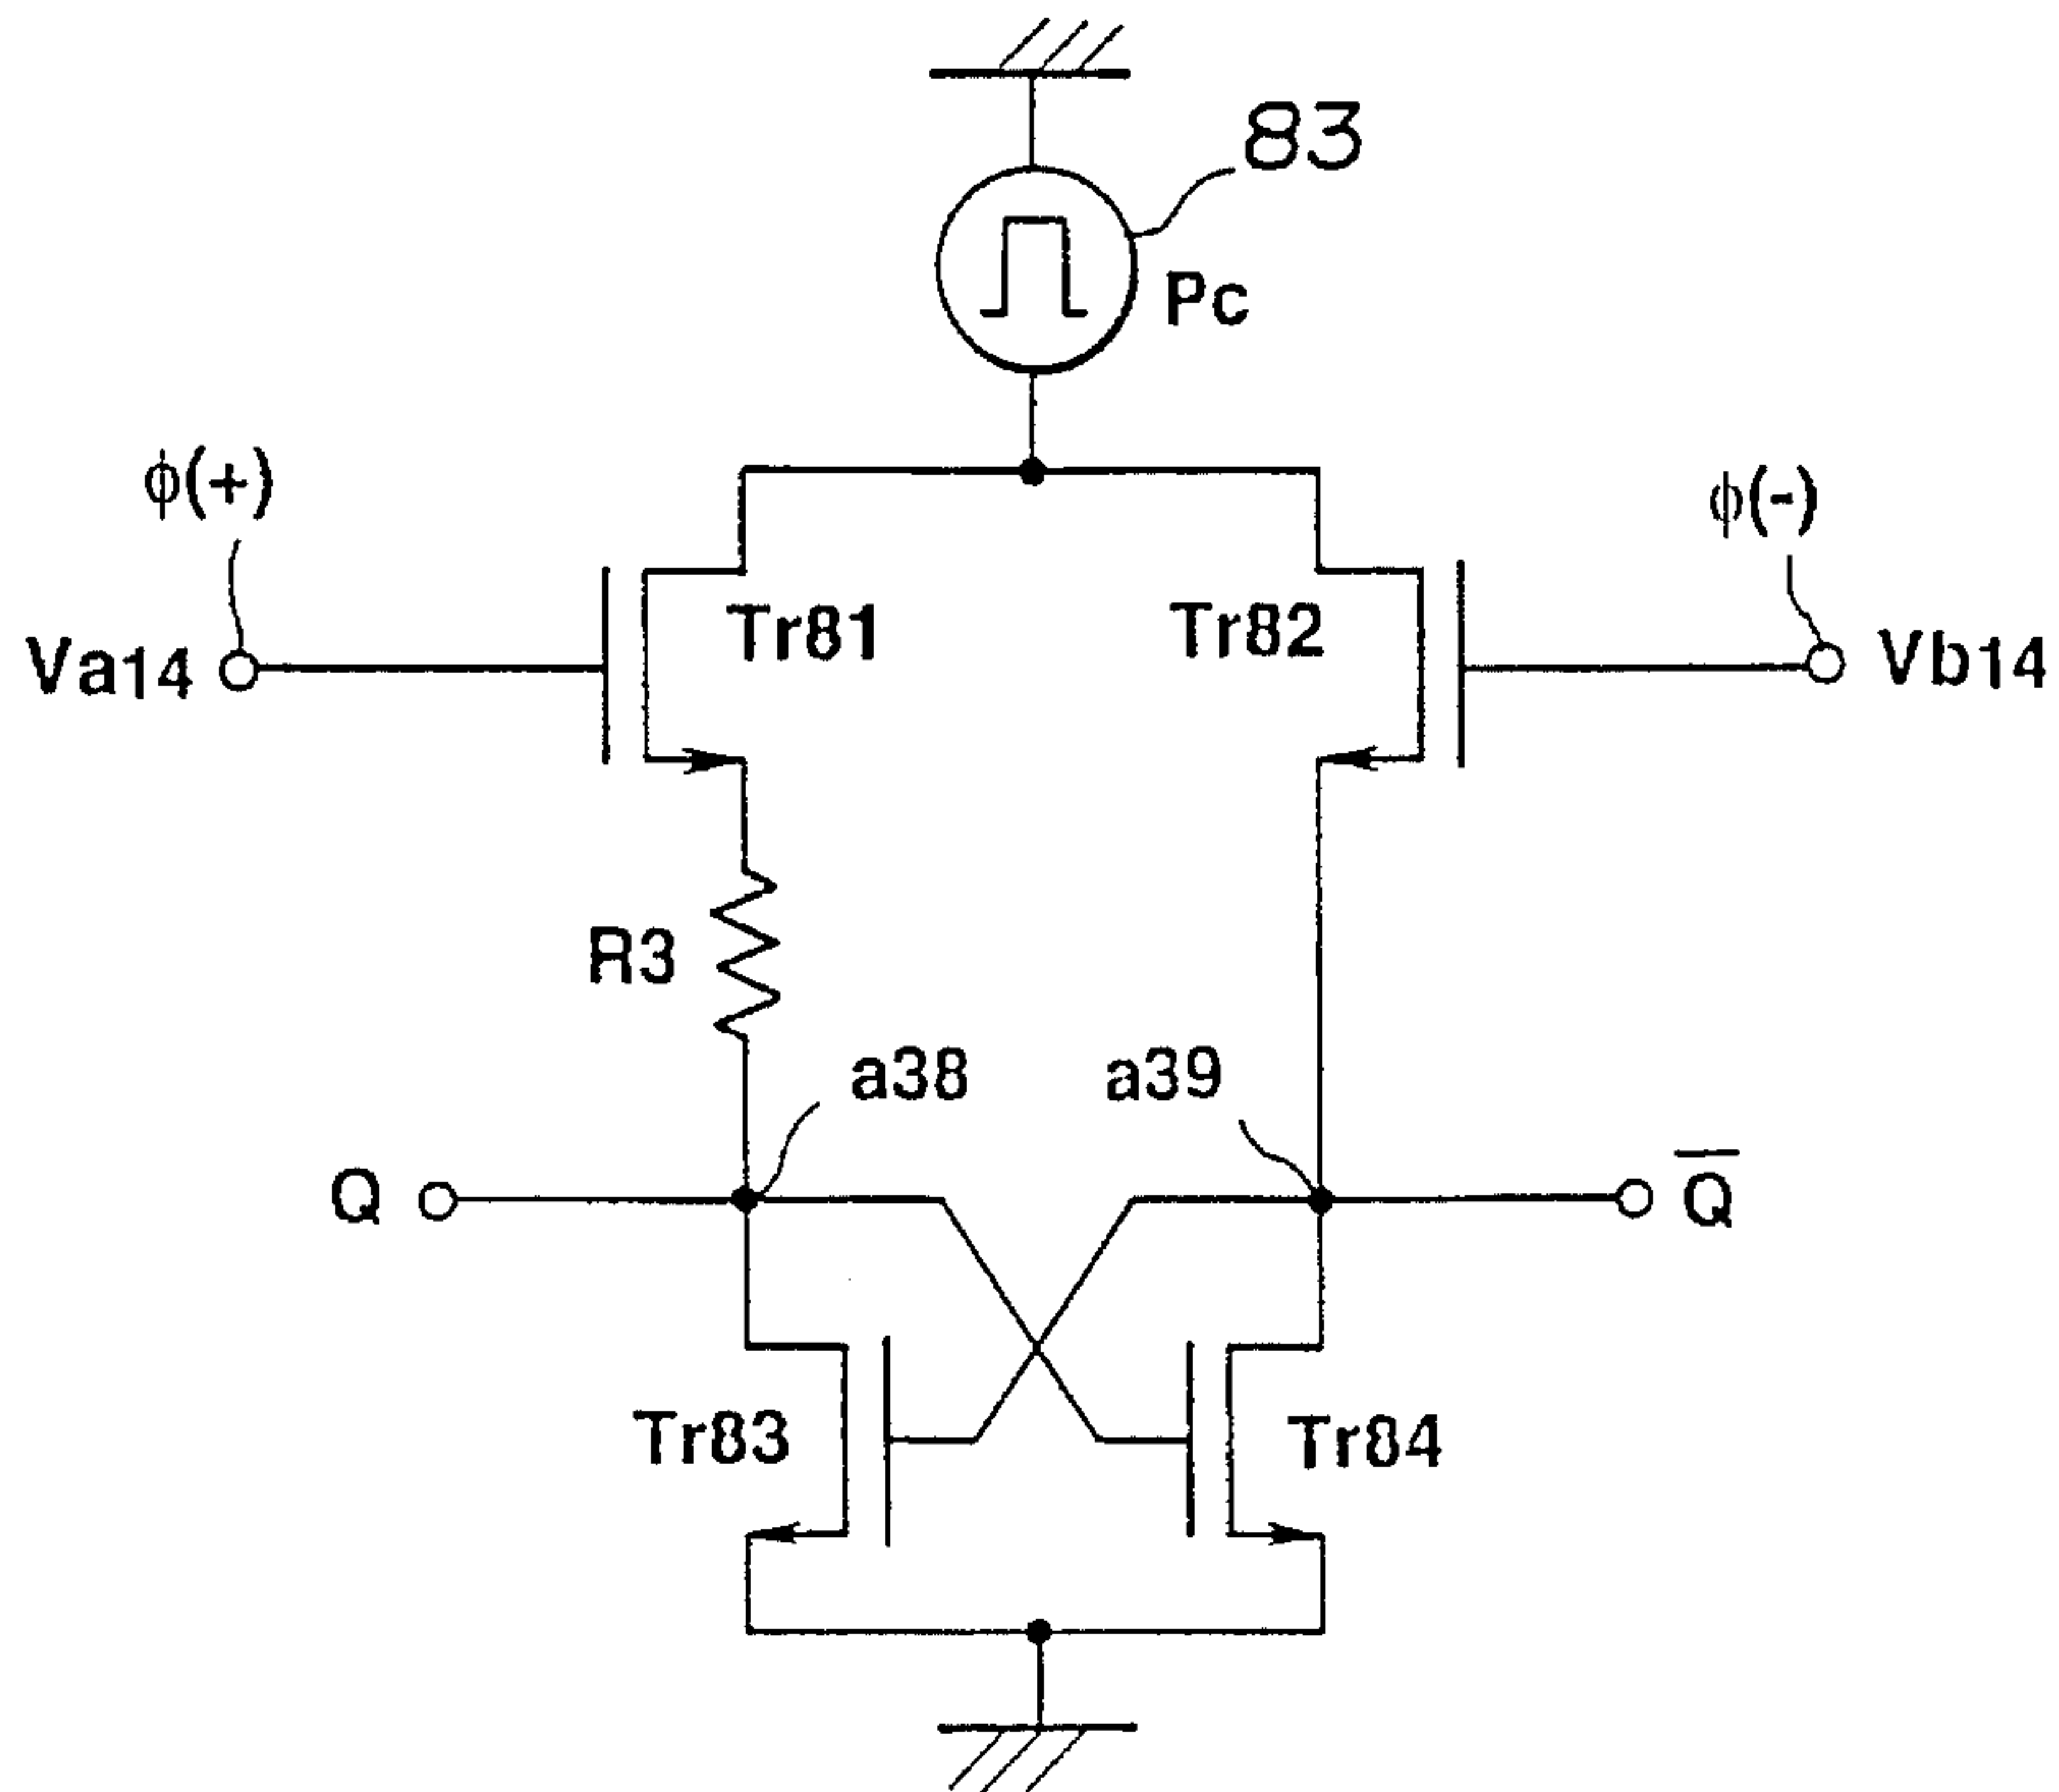 83
Pc
ϕ(+)
ϕ(-)
Tr81
Tr82
Va14
Vb14
R3
a38
a39
Q
Q̅
Tr83
Tr84